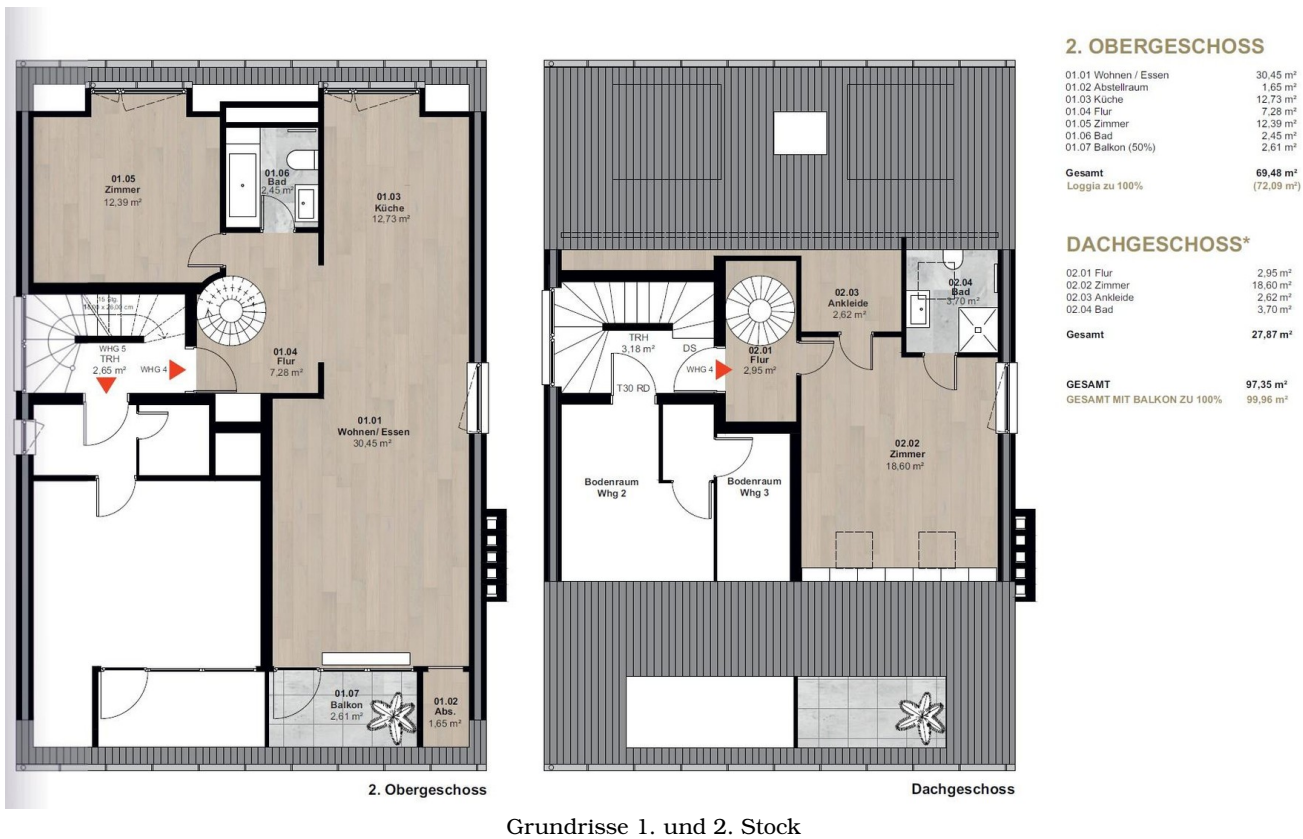 01.05
Zimmer
12,39 m²
01.06
Bad
2,45 m²
01.03
Küche
12,73 m²
WHG 5
TRH
2,65 m²
WHG 4
01.04
Flur
7,28 m²
01.01
Wohnen/ Essen
30,45 m²
01.07
Balkon
2,61 m²
01.02
Abs.
1,65 m²
2. Obergeschoss
02.04
Bad
3,70 m²
02.03
Ankleide
2,62 m²
TRH
3,18 m²
DS
WHG 4
T30 RD
02.01
Flur
2,95 m²
02.02
Zimmer
18,60 m²
Bodenraum
Whg 2
Bodenraum
Whg 3
Dachgeschoss
2. OBERGESCHOSS
01.01 Wohnen / Essen 30,45 m²
01.02 Abstellraum 1,65 m²
01.03 Küche 12,73 m²
01.04 Flur 7,28 m²
01.05 Zimmer 12,39 m²
01.06 Bad 2,45 m²
01.07 Balkon (50%) 2,61 m²
Gesamt 69,48 m²
Loggia zu 100% (72,09 m²)
DACHGESCHOSS*
02.01 Flur 2,95 m²
02.02 Zimmer 18,60 m²
02.03 Ankleide 2,62 m²
02.04 Bad 3,70 m²
Gesamt 27,87 m²
GESAMT 97,35 m²
GESAMT MIT BALKON ZU 100% 99,96 m²
Grundrisse 1. und 2. Stock